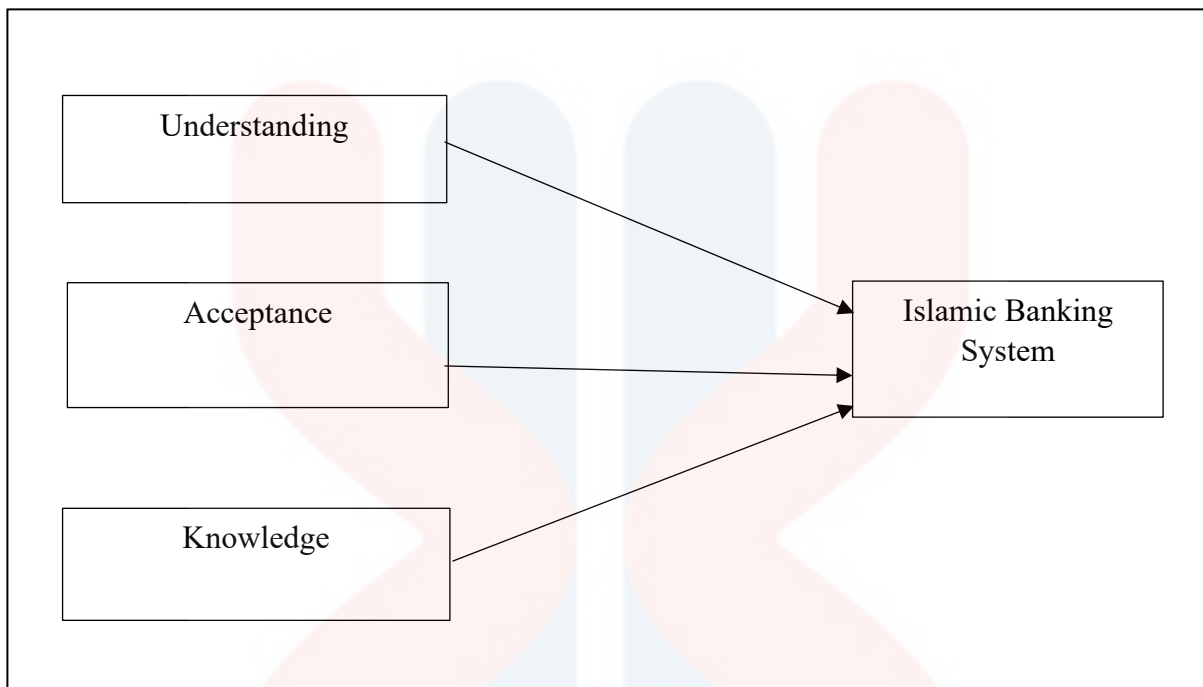 Understanding
Acceptance
Knowledge
Islamic Banking
System